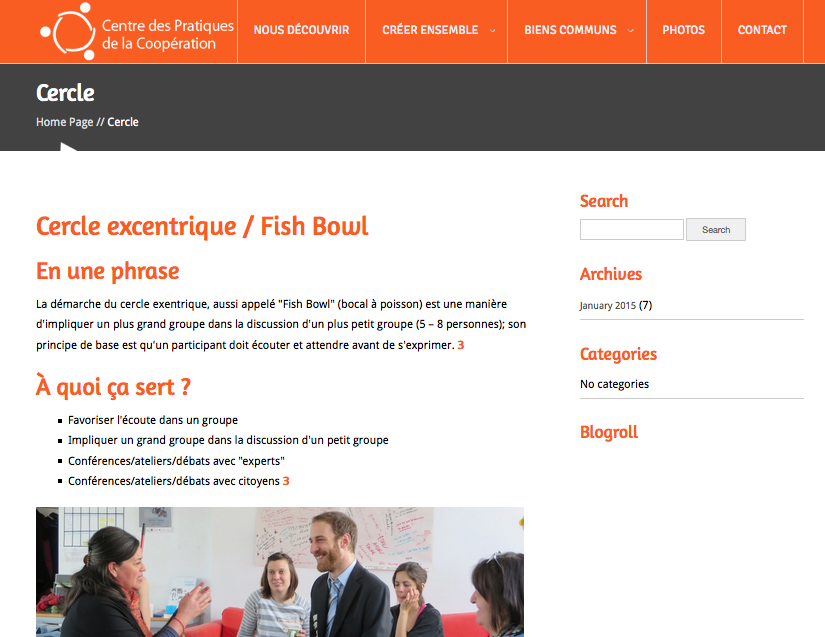 Centre des Pratiques
de la Coopération
NOUS DÉCOUVRIR
CRÉER ENSEMBLE
BIENS COMMUNS
PHOTOS
CONTACT
Cercle
Home Page // Cercle
Cercle excentrique / Fish Bowl
En une phrase
La démarche du cercle exentrique, aussi appelé "Fish Bowl" (bocal à poisson) est une manière
d'impliquer un plus grand groupe dans la discussion d'un plus petit groupe (5 – 8 personnes); son
principe de base est qu'un participant doit écouter et attendre avant de s'exprimer. 3
À quoi ça sert ?
Favoriser l'écoute dans un groupe
Impliquer un grand groupe dans la discussion d'un petit groupe
Conférences/ateliers/débats avec "experts"
Conférences/ateliers/débats avec citoyens 3
Search
Search
Archives
January 2015 (7)
Categories
No categories
Blogroll